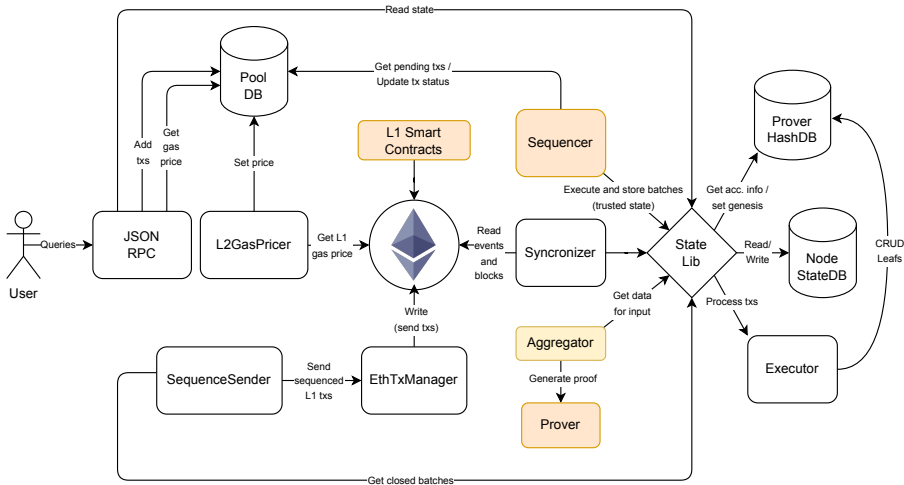 Read state
Pool
DB
Get pending txs /
Update tx status
Add
txs
Get
gas
price
Set price
L1 Smart
Contracts
Sequencer
Prover
HashDB
Execute and store batches
(trusted state)
Get acc. info /
set genesis
User
Queries
JSON
RPC
L2GasPricer
Get L1
gas price
Read
events
and
blocks
Syncronizer
State
Lib
Read/
Write
Node
StateDB
CRUD
Leafs
Write
(send txs)
Get data
for input
Process txs
SequenceSender
Send
sequenced
L1 txs
EthTxManager
Aggregator
Generate proof
Prover
Executor
Get closed batches